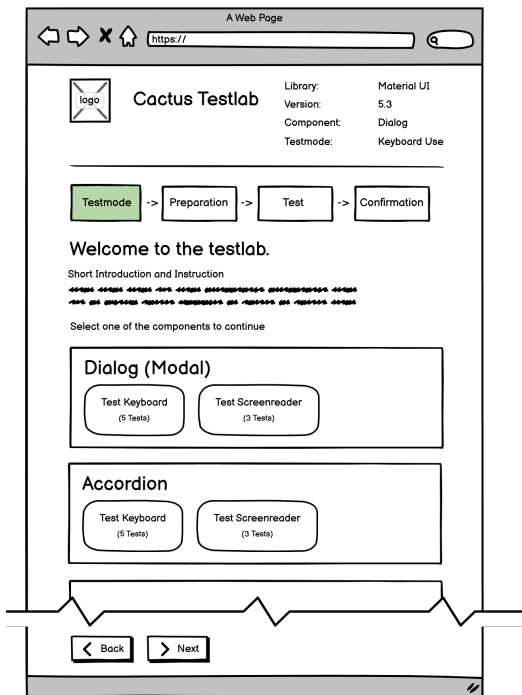 A Web Page
https://
logo
Cactus Testlab
Library: Material UI
Version: 5.3
Component: Dialog
Testmode: Keyboard Use
Testmode -> Preparation -> Test -> Confirmation
Welcome to the testlab.
Short Introduction and Instruction
Select one of the components to continue
Dialog (Modal)
Test Keyboard Test Screenreader
(5 Tests) (3 Tests)
Accordion
Test Keyboard Test Screenreader
(5 Tests) (3 Tests)
Back Next